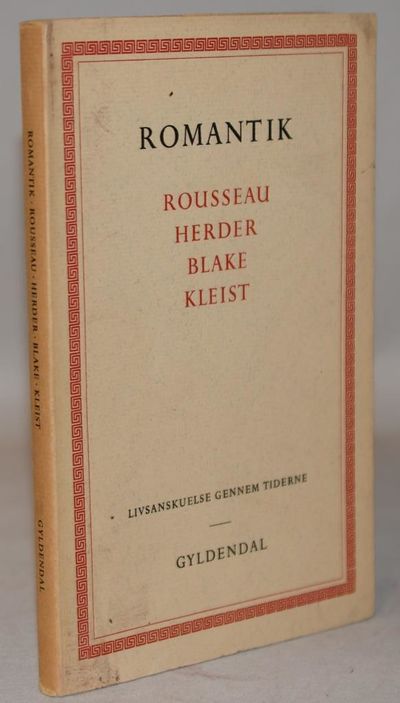 ROMANTIK
ROUSSEAU
HERDER
BLAKE
KLEIST
LIVSANSKUELSE GENNEM TIDERNE
GYLDENDAL
ROMANTIK · ROUSSEAU · HERDER · BLAKE · KLEIST
GYLDENDAL